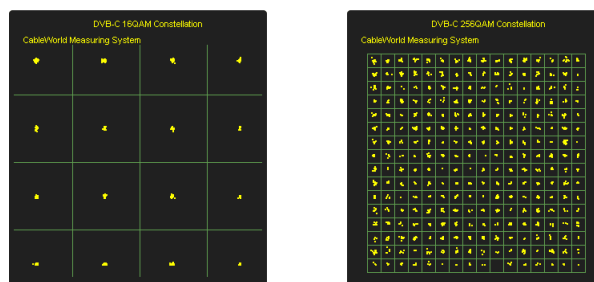 DVB-C 16QAM Constellation
CableWorld Measuring System
DVB-C 256QAM Constellation
CableWorld Measuring System